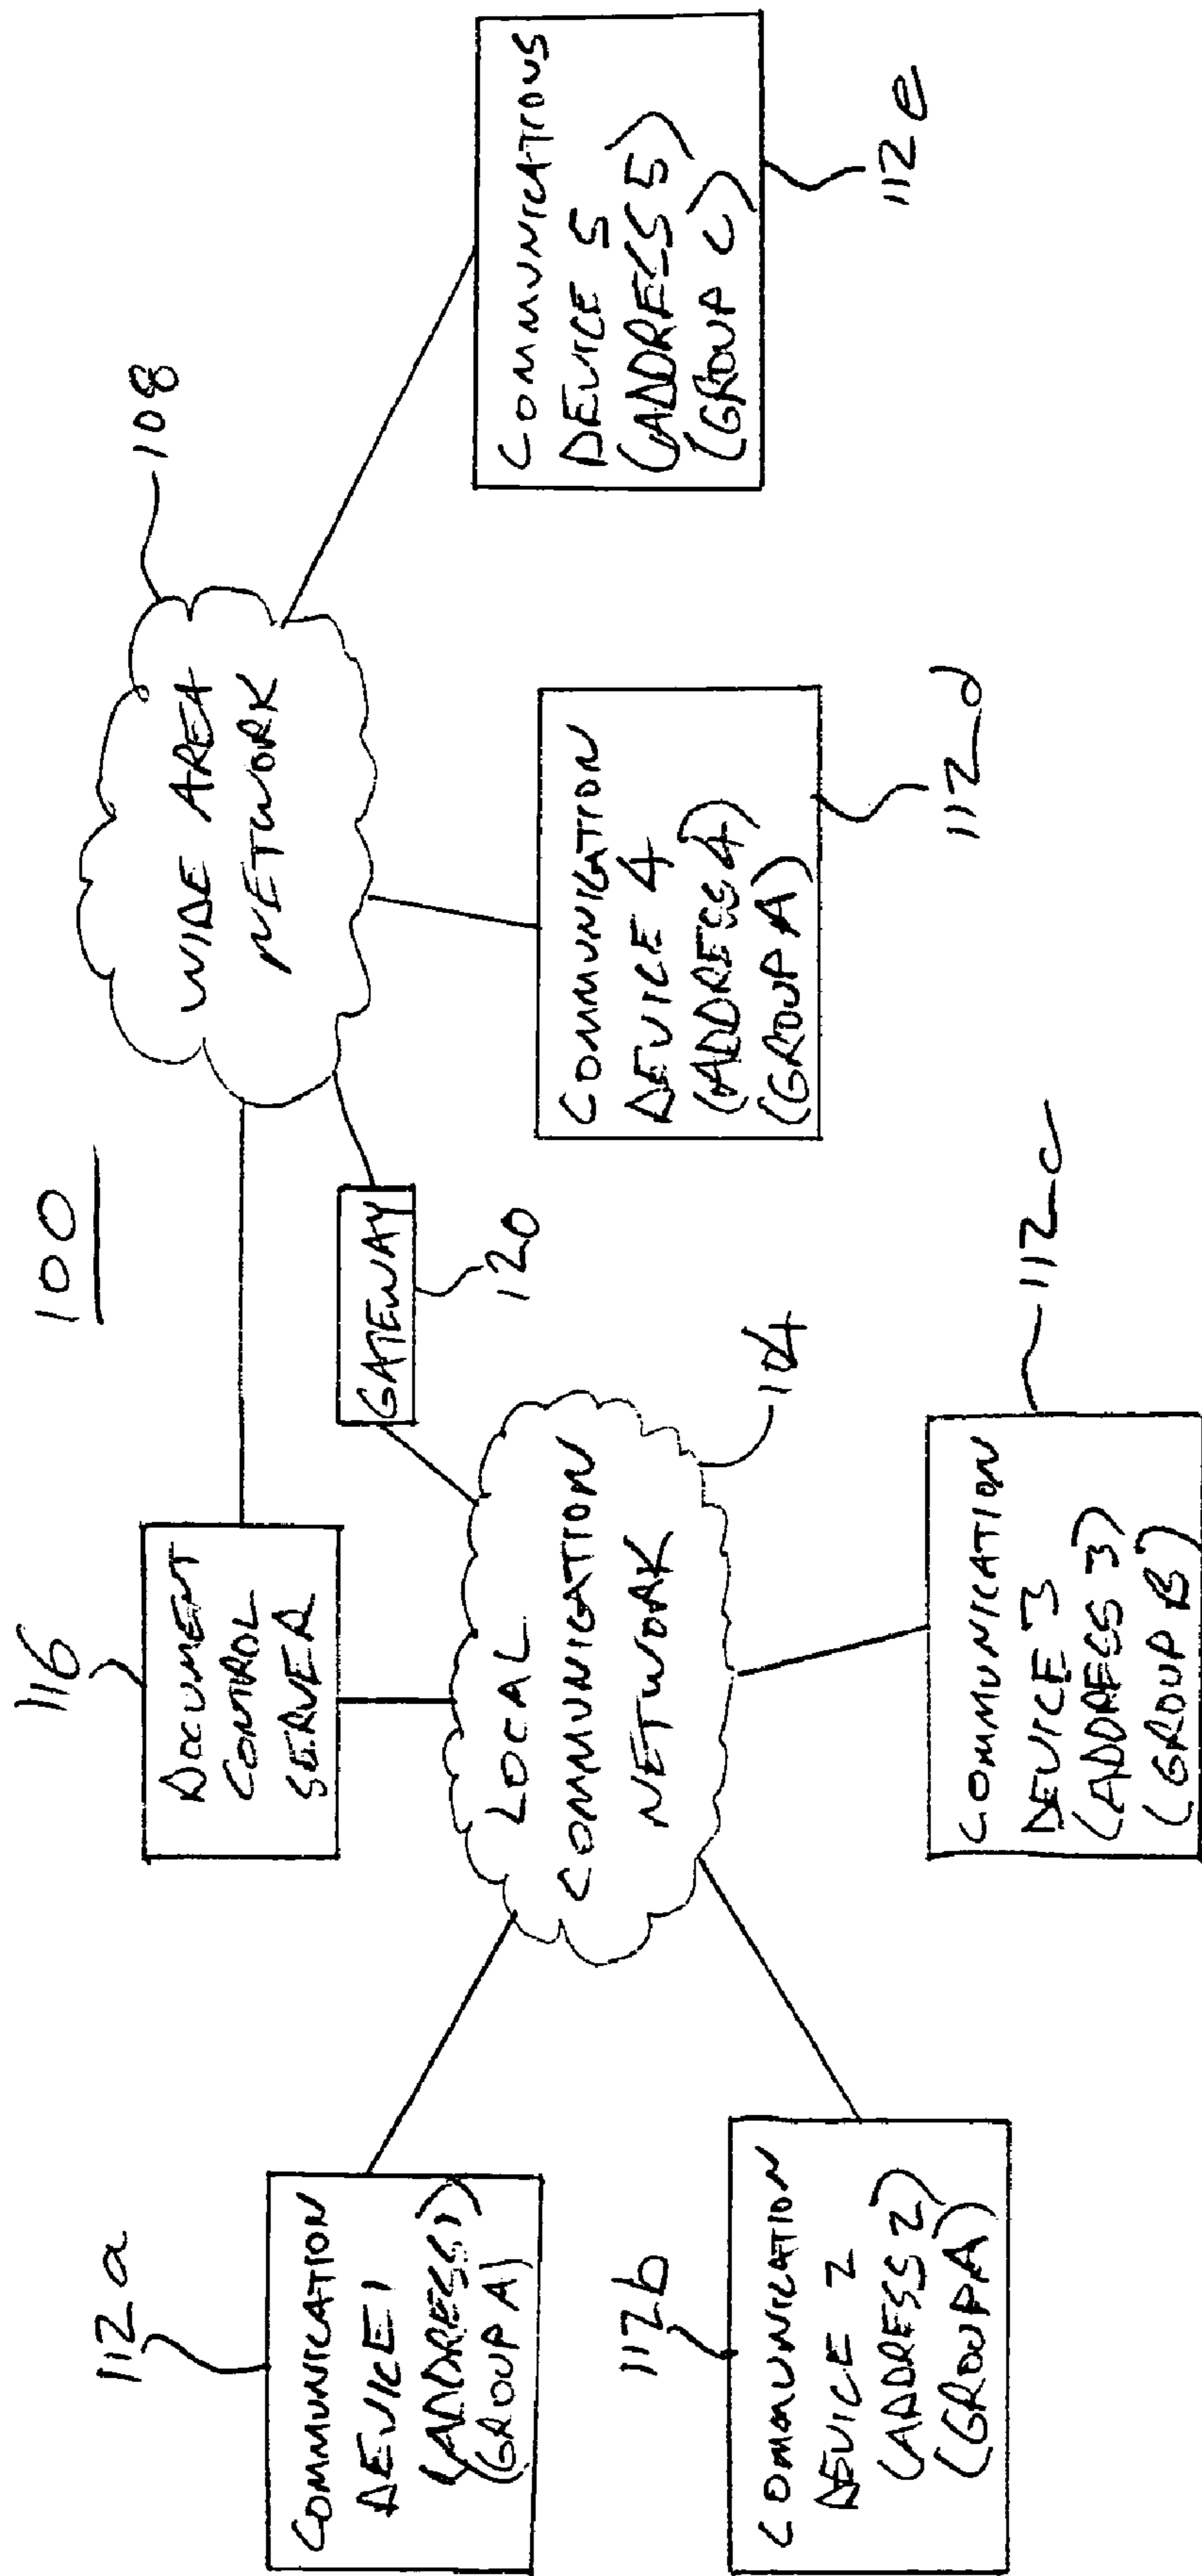 100
116
DOCUMENT
CONTROL
SERVER
108
WIDE AREA
NETWORK
GATEWAY
120
112a
COMMUNICATION
DEVICE 1
(ADDRESS 1)
(GROUP A)
LOCAL
COMMUNICATION
NETWORK
104
112b
COMMUNICATION
DEVICE 2
(ADDRESS 2)
(GROUP A)
COMMUNICATION
DEVICE 3
(ADDRESS 3)
(GROUP B)
112c
COMMUNICATION
DEVICE 4
(ADDRESS 4)
(GROUP A)
112d
COMMUNICATIONS
DEVICE 5
(ADDRESS 5)
(GROUP C)
112e